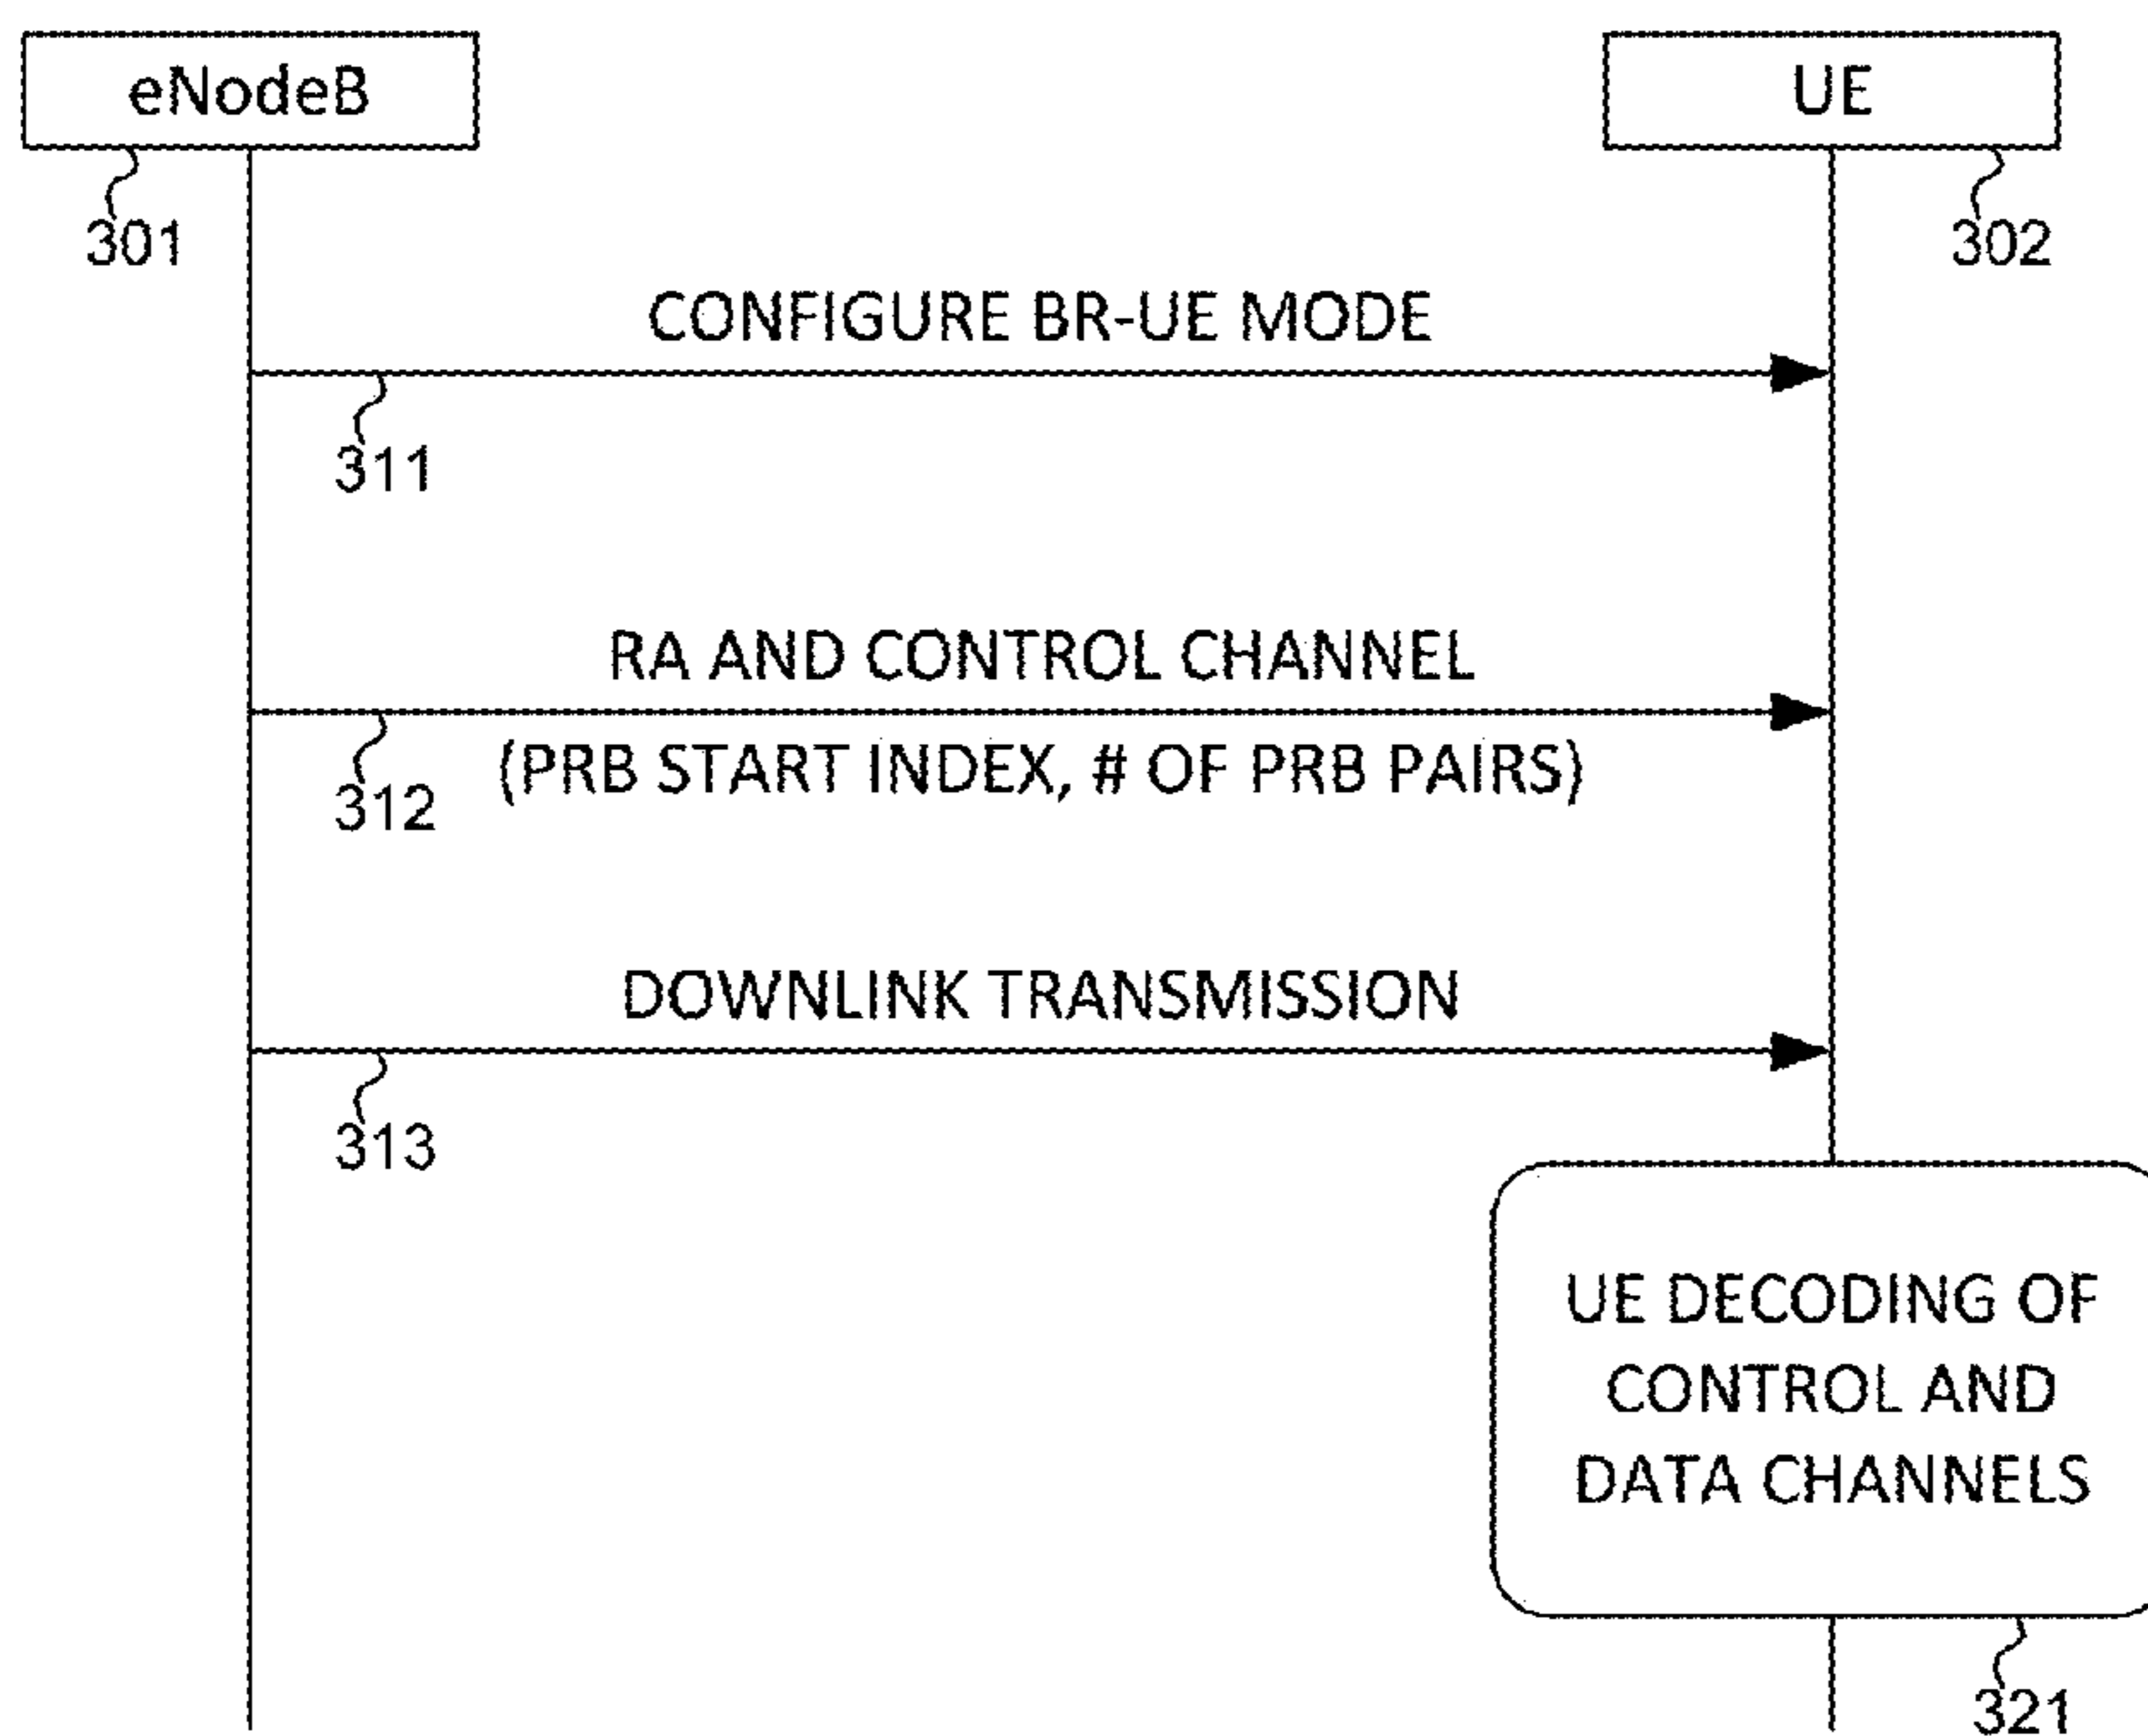 eNodeB
UE
301
302
CONFIGURE BR-UE MODE
311
RA AND CONTROL CHANNEL
(PRB START INDEX, # OF PRB PAIRS)
312
DOWNLINK TRANSMISSION
313
UE DECODING OF
CONTROL AND
DATA CHANNELS
321